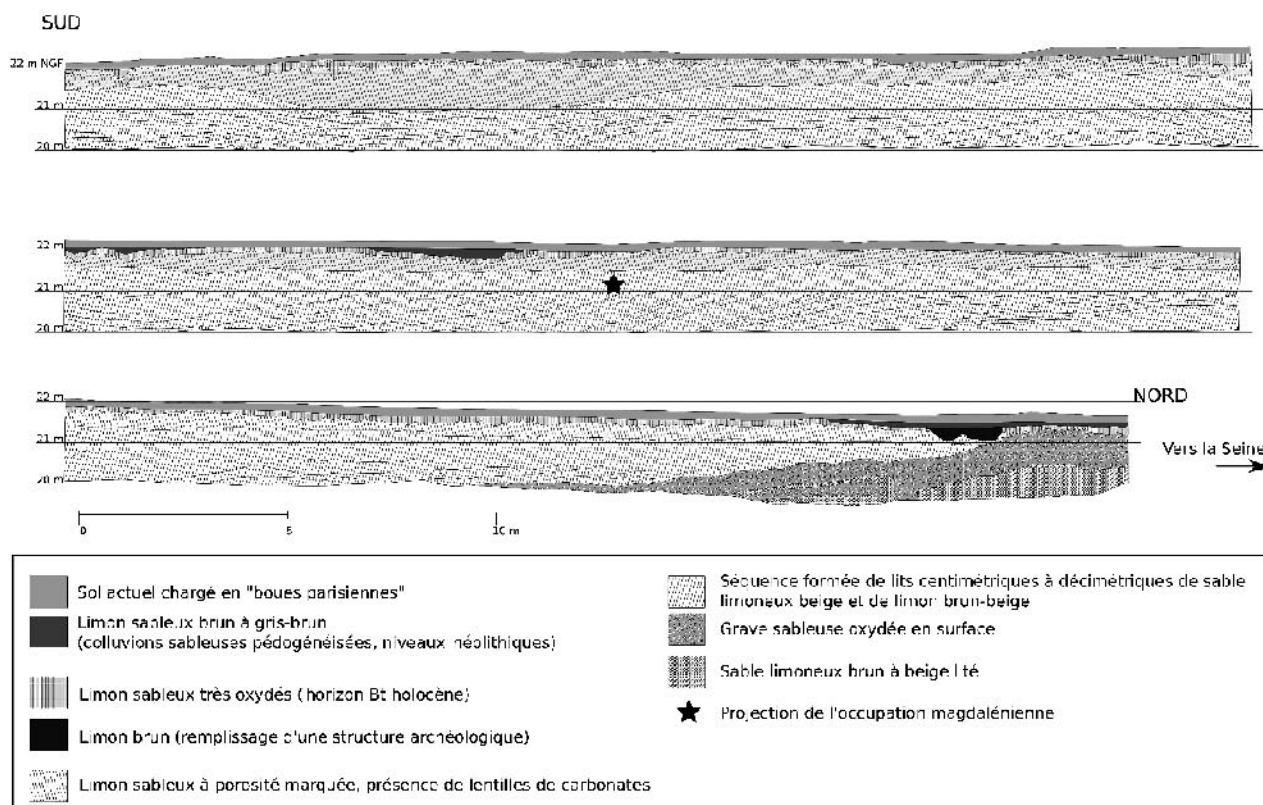 SUD
22 m NGF
21 m
20 m
22 m
21 m
20 m
22 m
NORD
21 m
Vers la Seine
20 m
0 5 10 m
Sol actuel chargé en "boues parisiennes"
Limon sableux brun à gris-brun
(colluvions sableuses pédogénéisées, niveaux néolithiques)
Limon sableux très oxydés (horizon Bt holocène)
Limon brun (remplissage d'une structure archéologique)
Limon sableux à porosité marquée, présence de lentilles de carbonates
Séquence formée de lits centimétriques à décimétriques de sable
limoneux beige et de limon brun-beige
Grave sableuse oxydée en surface
Sable limoneux brun à beige lité
Projection de l'occupation magdalénienne